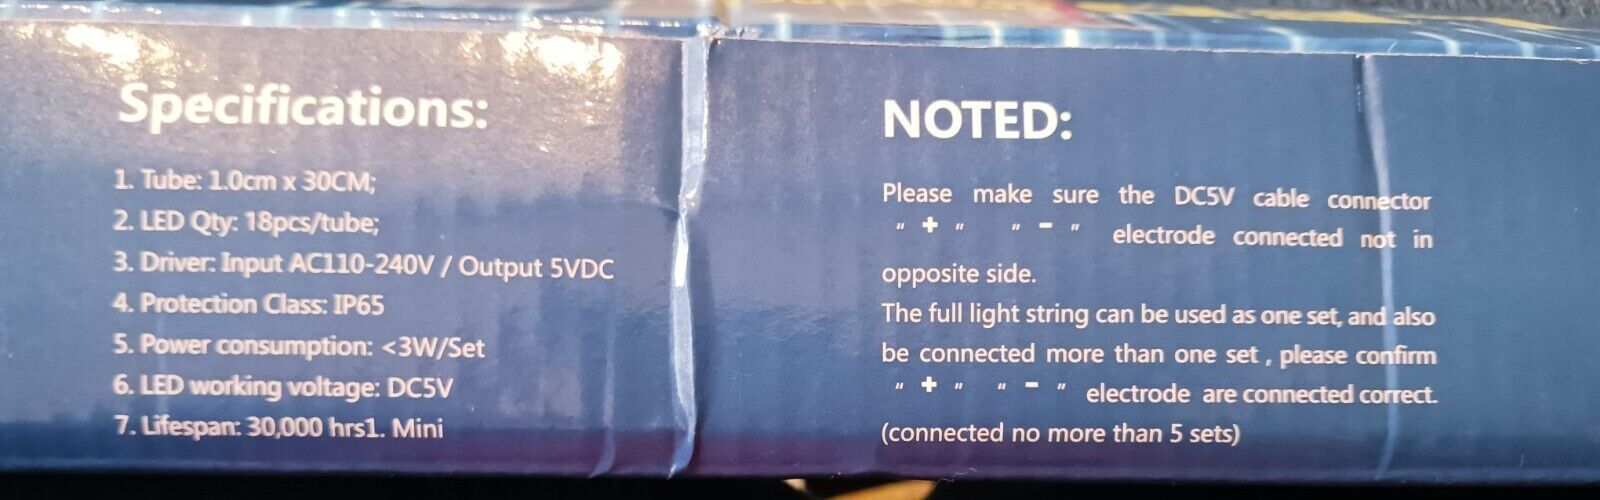 Specifications:
1. Tube: 1.0cm x 30CM;
2. LED Qty: 18pcs/tube;
3. Driver: Input AC110-240V / Output 5VDC
4. Protection Class: IP65
5. Power consumption: <3W/Set
6. LED working voltage: DC5V
7. Lifespan: 30,000 hrs1. Mini
NOTED:
Please make sure the DC5V cable connector
" + " " - " electrode connected not in
opposite side.
The full light string can be used as one set, and also
be connected more than one set , please confirm
" + " " - " electrode are connected correct.
(connected no more than 5 sets)